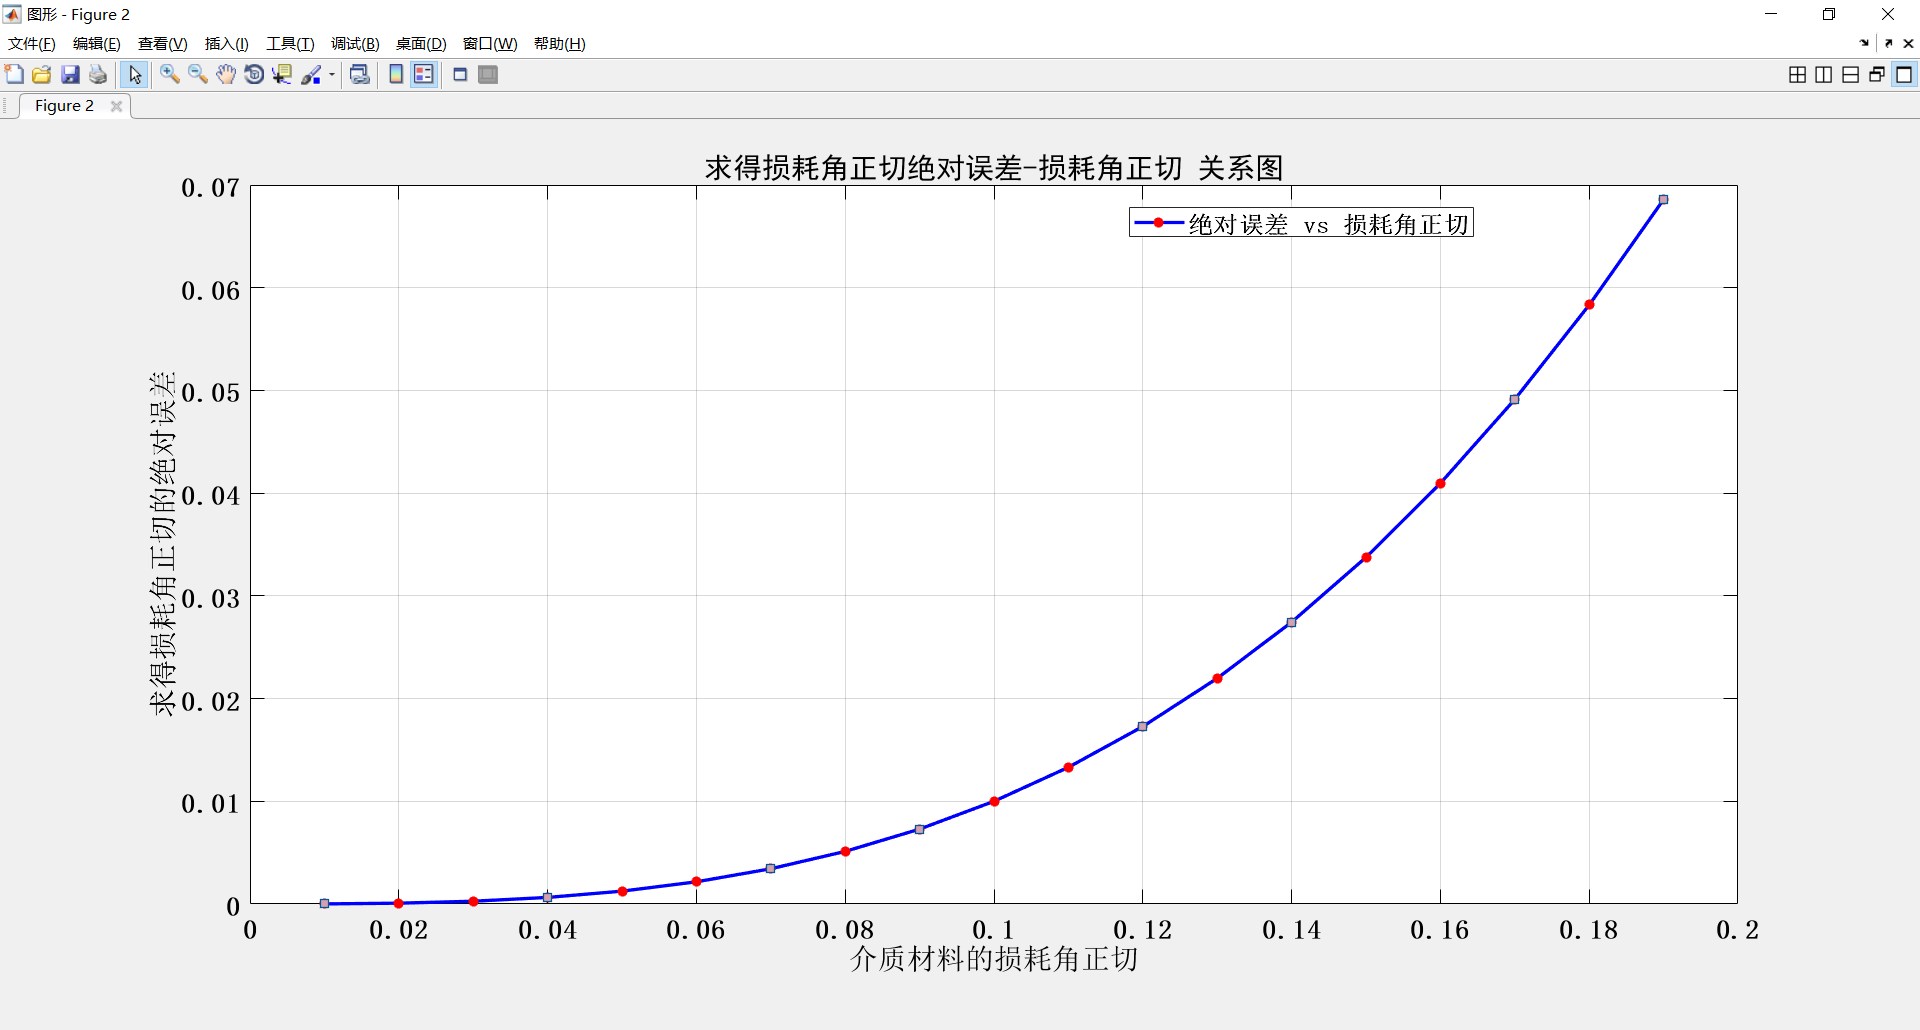 图形 - Figure 2
文件(F) 编辑(E) 查看(V) 插入(I) 工具(T) 调试(B) 桌面(D) 窗口(W) 帮助(H)
Figure 2
求得损耗角正切绝对误差-损耗角正切 关系图
绝对误差 vs 损耗角正切
求得损耗角正切的绝对误差
0.07
0.06
0.05
0.04
0.03
0.02
0.01
0
0 0.02 0.04 0.06 0.08 0.1 0.12 0.14 0.16 0.18 0.2
介质材料的损耗角正切